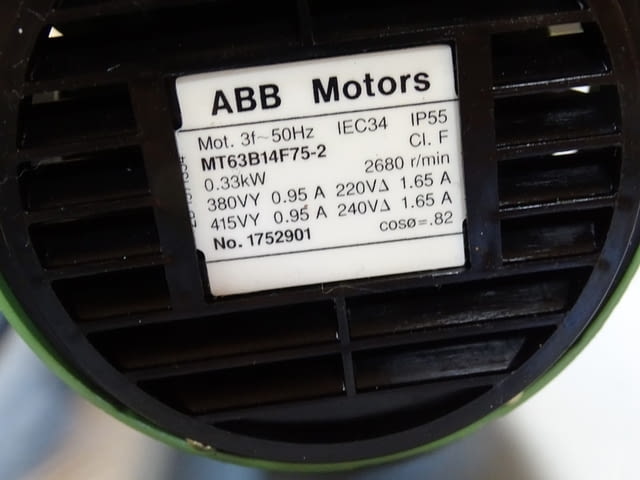 ABB Motors
Mot. 3f~50Hz IEC34 IP55
MT63B14F75-2 Cl. F
0.33kW 2680 r/min
380VY 0.95 A 220V∆ 1.65 A
415VY 0.95 A 240V∆ 1.65 A
No. 1752901 cosø=.82